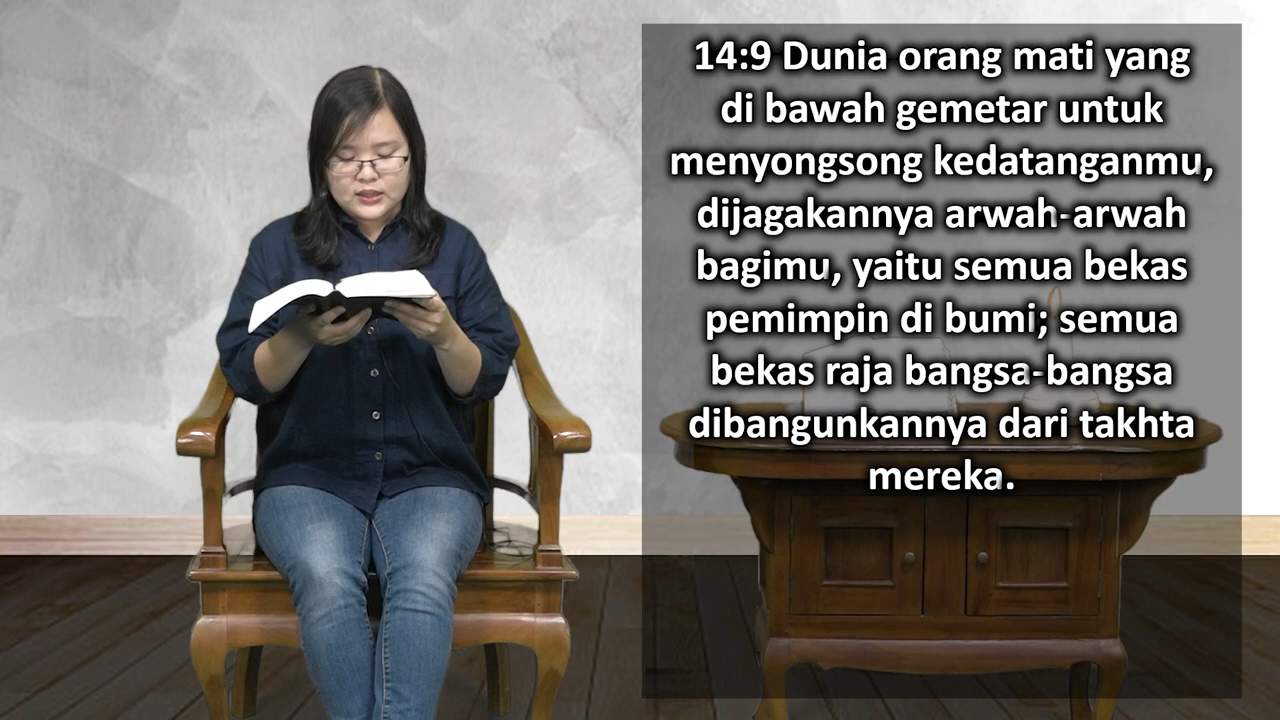 14:9 Dunia orang mati yang
di bawah gemetar untuk
menyongsong kedatanganmu,
dijagakannya arwah-arwah
bagimu, yaitu semua bekas
pemimpin di bumi; semua
bekas raja bangsa-bangsa
dibangunkannya dari takhta
mereka.